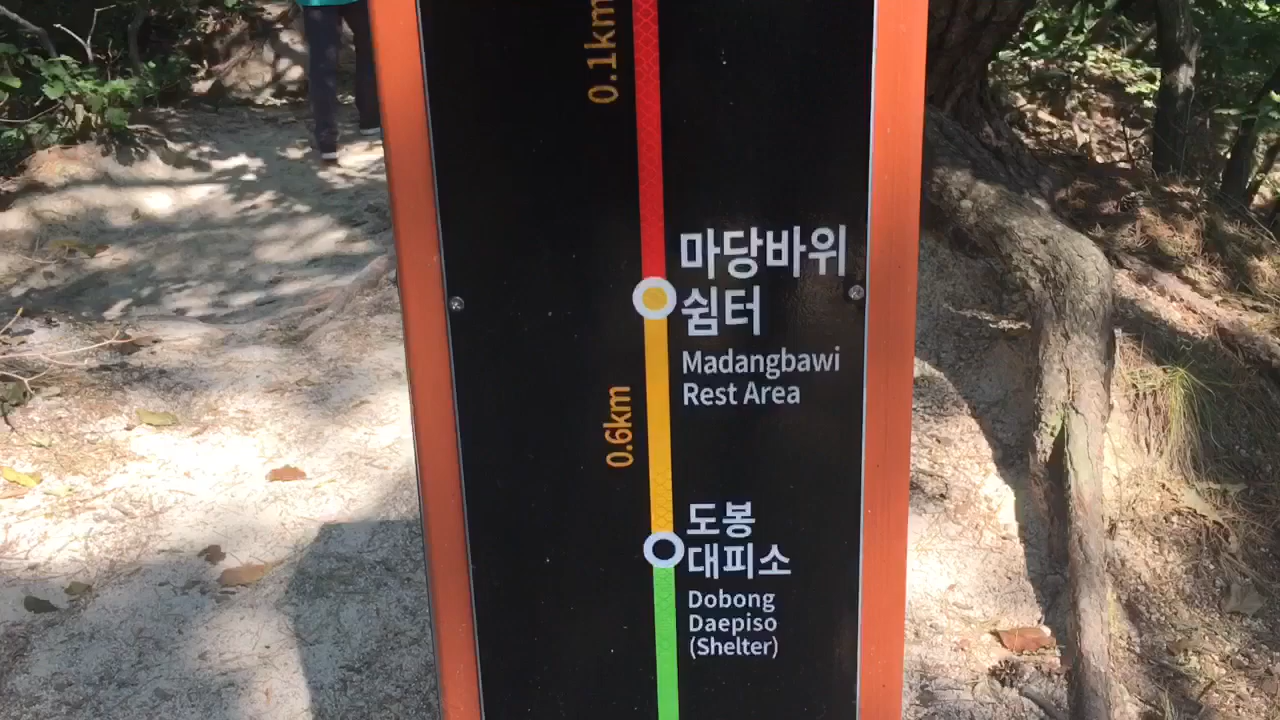 0.1km
마당바위
쉼터
Madangbawi
Rest Area
0.6km
도봉
대피소
Dobong
Daepiso
(Shelter)